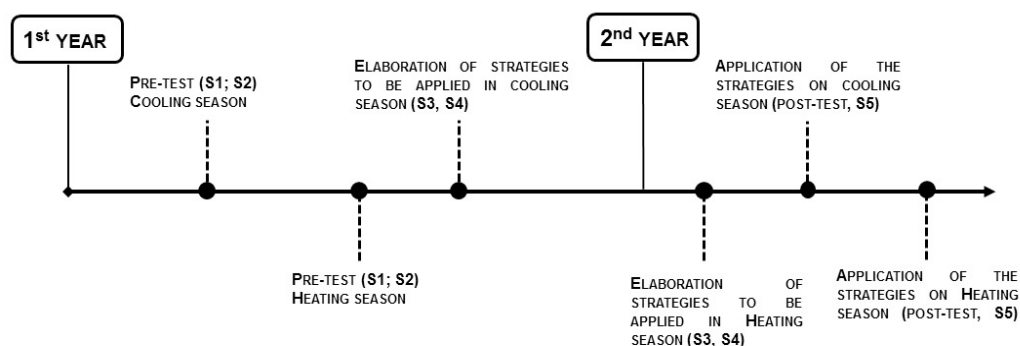 1st YEAR
2nd YEAR
PRE-TEST (S1; S2)
COOLING SEASON
ELABORATION OF STRATEGIES
TO BE APPLIED IN COOLING
SEASON (S3, S4)
APPLICATION OF THE
STRATEGIES ON COOLING
SEASON (POST-TEST, S5)
PRE-TEST (S1; S2)
HEATING SEASON
ELABORATION OF
STRATEGIES TO BE
APPLIED IN HEATING
SEASON (S3, S4)
APPLICATION OF THE
STRATEGIES ON HEATING
SEASON (POST-TEST, S5)